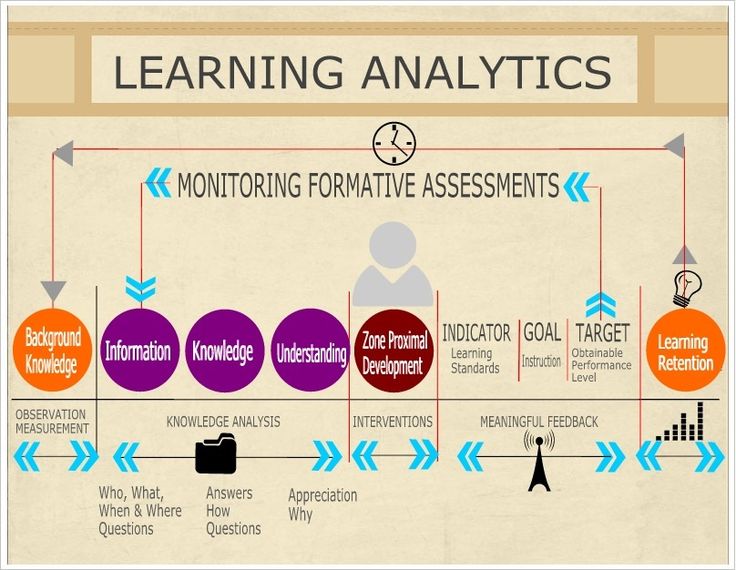 LEARNING ANALYTICS
MONITORING FORMATIVE ASSESSMENTS
Background
Knowledge
Information
Knowledge
Understanding
Zone Proximal
Development
INDICATOR
Learning
Standards
GOAL
Instruction
TARGET
Obtainable
Performance
Level
Learning
Retention
OBSERVATION
MEASUREMENT
KNOWLEDGE ANALYSIS
INTERVENTIONS
MEANINGFUL FEEDBACK
Who, What,
When & Where
Questions
Answers
How
Questions
Appreciation
Why